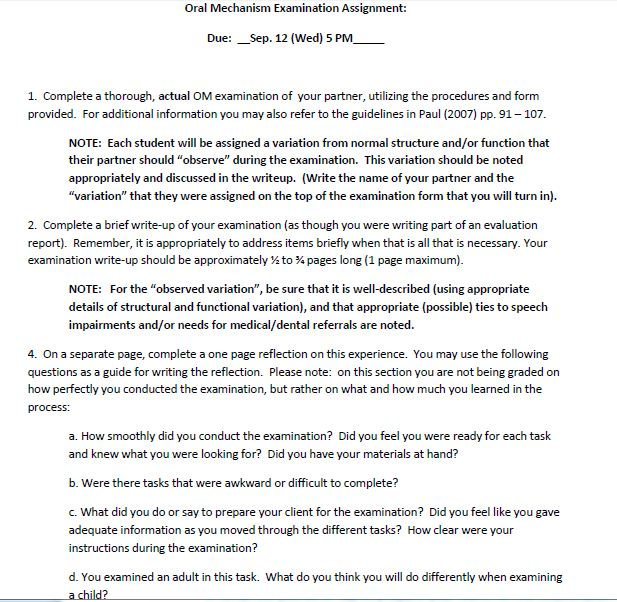 Oral Mechanism Examination Assignment:
Due: __Sep. 12 (Wed) 5 PM_____
1. Complete a thorough, actual OM examination of your partner, utilizing the procedures and form
provided. For additional information you may also refer to the guidelines in Paul (2007) pp. 91 – 107.
NOTE: Each student will be assigned a variation from normal structure and/or function that
their partner should “observe” during the examination. This variation should be noted
appropriately and discussed in the writeup. (Write the name of your partner and the
“variation” that they were assigned on the top of the examination form that you will turn in).
2. Complete a brief write-up of your examination (as though you were writing part of an evaluation
report). Remember, it is appropriately to address items briefly when that is all that is necessary. Your
examination write-up should be approximately ½ to ¾ pages long (1 page maximum).
NOTE: For the “observed variation”, be sure that it is well-described (using appropriate
details of structural and functional variation), and that appropriate (possible) ties to speech
impairments and/or needs for medical/dental referrals are noted.
4. On a separate page, complete a one page reflection on this experience. You may use the following
questions as a guide for writing the reflection. Please note: on this section you are not being graded on
how perfectly you conducted the examination, but rather on what and how much you learned in the
process:
a. How smoothly did you conduct the examination? Did you feel you were ready for each task
and knew what you were looking for? Did you have your materials at hand?
b. Were there tasks that were awkward or difficult to complete?
c. What did you do or say to prepare your client for the examination? Did you feel like you gave
adequate information as you moved through the different tasks? How clear were your
instructions during the examination?
d. You examined an adult in this task. What do you think you will do differently when examining
a child?